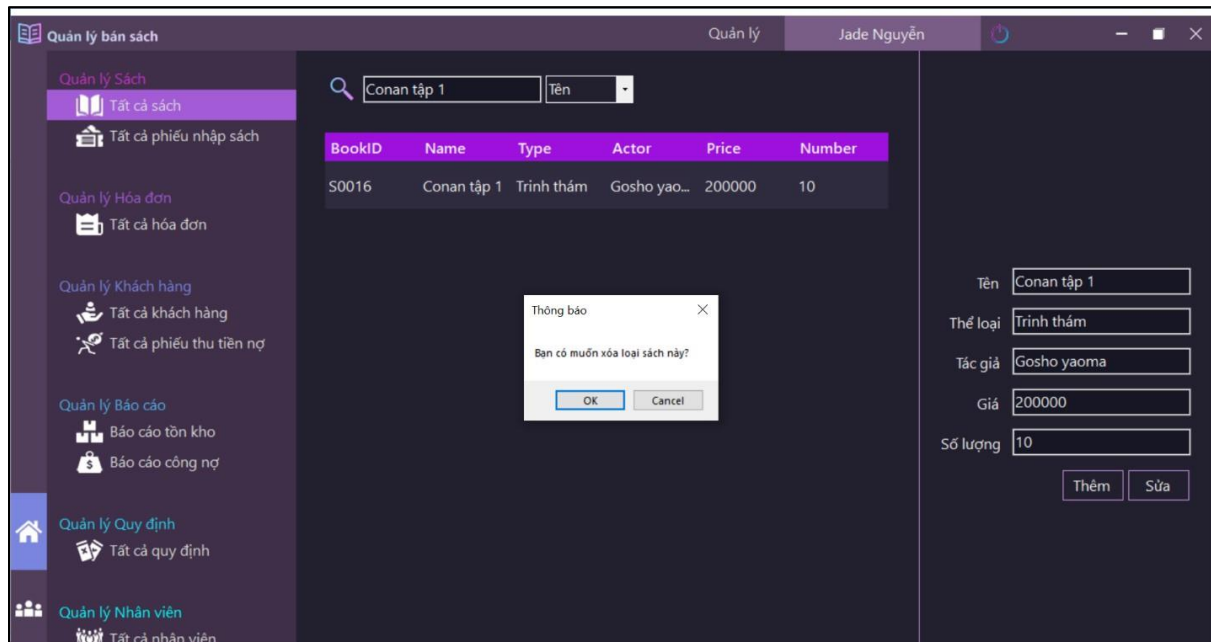 Quản lý bán sách
Quản lý
Jade Nguyễn
Quản lý Sách
Tất cả sách
Tất cả phiếu nhập sách
Quản lý Hóa đơn
Tất cả hóa đơn
Quản lý Khách hàng
Tất cả khách hàng
Tất cả phiếu thu tiền nợ
Quản lý Báo cáo
Báo cáo tồn kho
Báo cáo công nợ
Quản lý Quy định
Tất cả quy định
Quản lý Nhân viên
Tất cả nhân viên
Conan tập 1
Tên
BookID Name Type Actor Price Number
S0016 Conan tập 1 Trinh thám Gosho yao... 200000 10
Thông báo
Bạn có muốn xóa loại sách này?
OK Cancel
Tên Conan tập 1
Thể loại Trinh thám
Tác giả Gosho yaoma
Giá 200000
Số lượng 10
Thêm Sửa